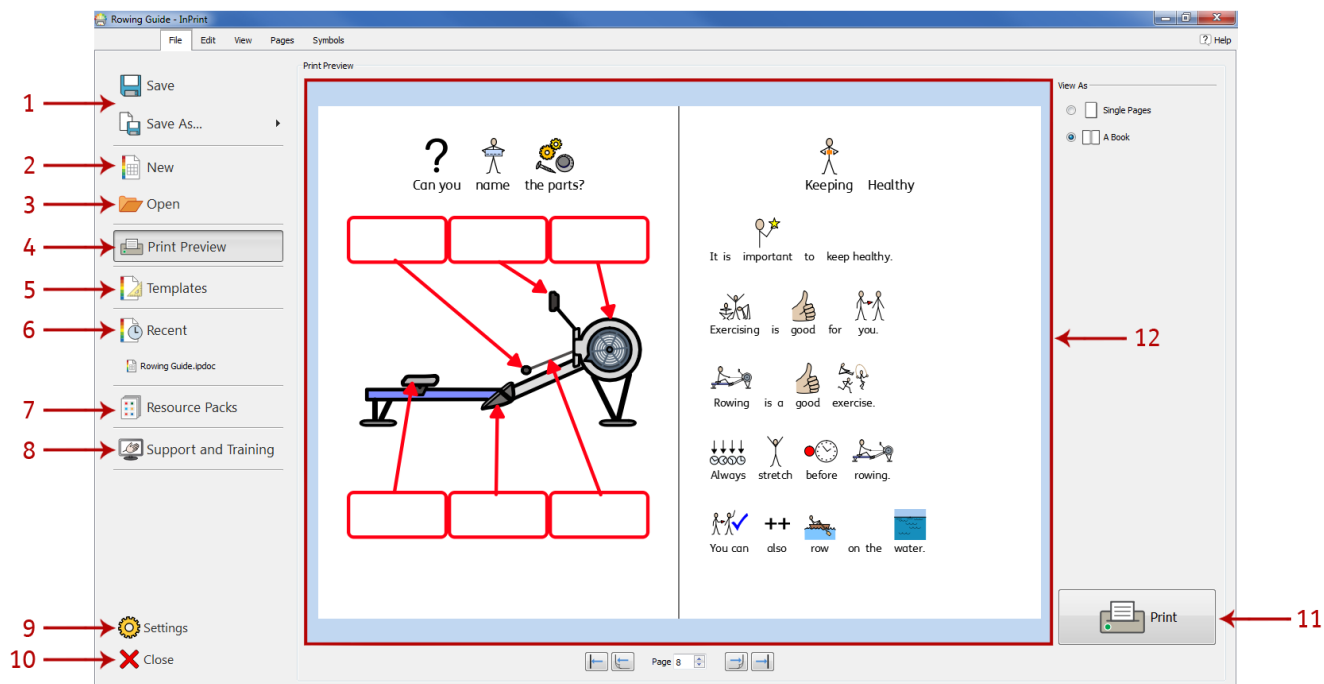 Rowing Guide - InPrint
File Edit View Pages Symbols Help
Print Preview
View As
Single Pages
A Book
1
Save
Save As...
2
New
3
Open
4
Print Preview
5
Templates
6
Recent
Rowing Guide.ipdoc
7
Resource Packs
8
Support and Training
9
Settings
10
Close
?
Can you name the parts?
Keeping Healthy
It is important to keep healthy.
Exercising is good for you.
Rowing is a good exercise.
Always stretch before rowing.
++
You can also row on the water.
12
Print
11
Page 8